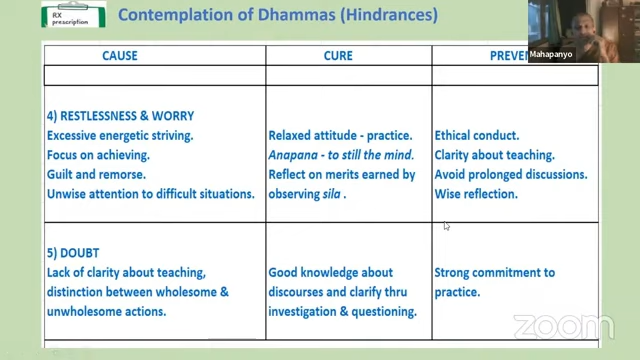 RX
prescription
Contemplation of Dhammas (Hindrances)
Mahapanyo
CAUSE
CURE
PREVEN
4) RESTLESSNESS & WORRY
Excessive energetic striving.
Focus on achieving.
Guilt and remorse.
Unwise attention to difficult situations.
Relaxed attitude - practice.
Anapana - to still the mind.
Reflect on merits earned by
observing sila .
Ethical conduct.
Clarity about teaching.
Avoid prolonged discussions.
Wise reflection.
5) DOUBT
Lack of clarity about teaching,
distinction between wholesome &
unwholesome actions.
Good knowledge about
discourses and clarify thru
investigation & questioning.
Strong commitment to
practice.
zoom